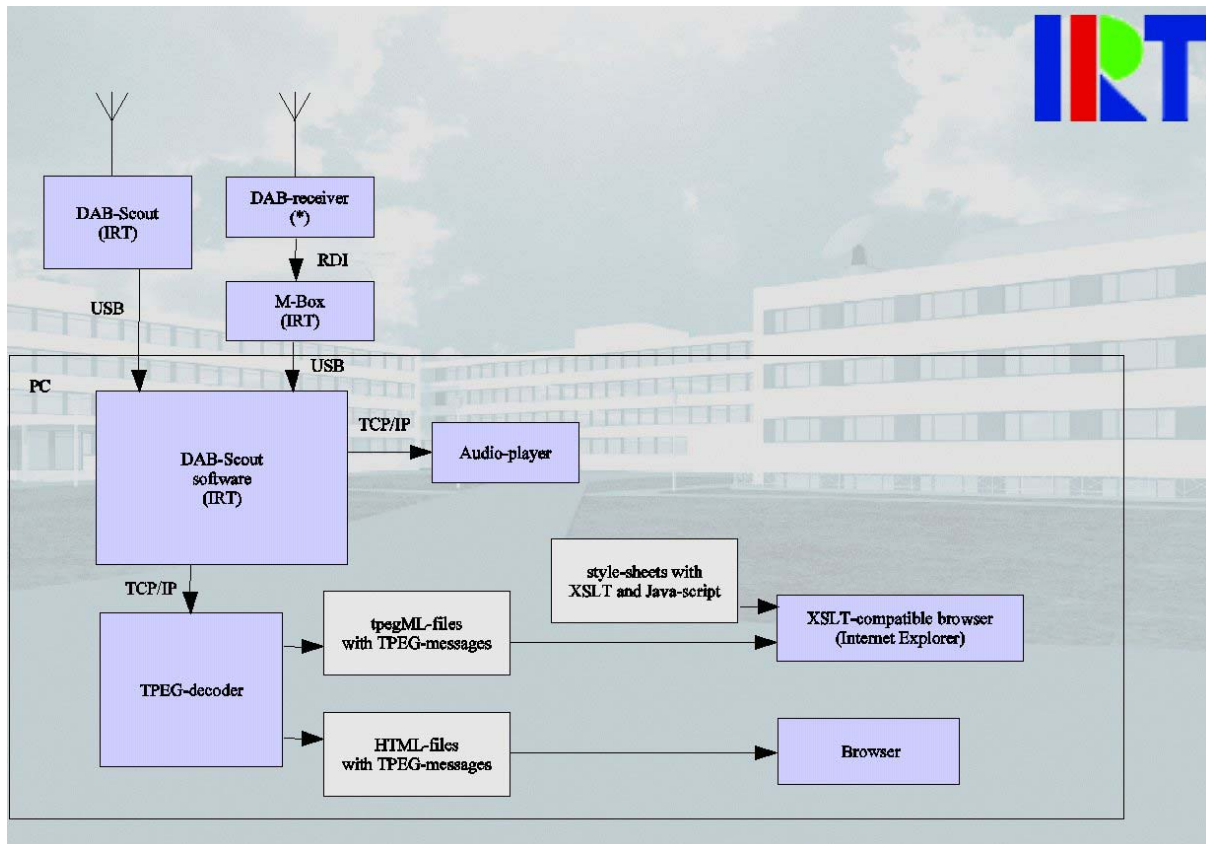 IRT
DAB-Scout
(IRT)
DAB-receiver
(*)
RDI
USB
M-Box
(IRT)
USB
PC
DAB-Scout
software
(IRT)
TCP/IP
Audio-player
TCP/IP
style-sheets with
XSLT and Java-script
tpegML-files
with TPEG-messages
XSLT-compatible browser
(Internet Explorer)
TPEG-decoder
HTML-files
with TPEG-messages
Browser